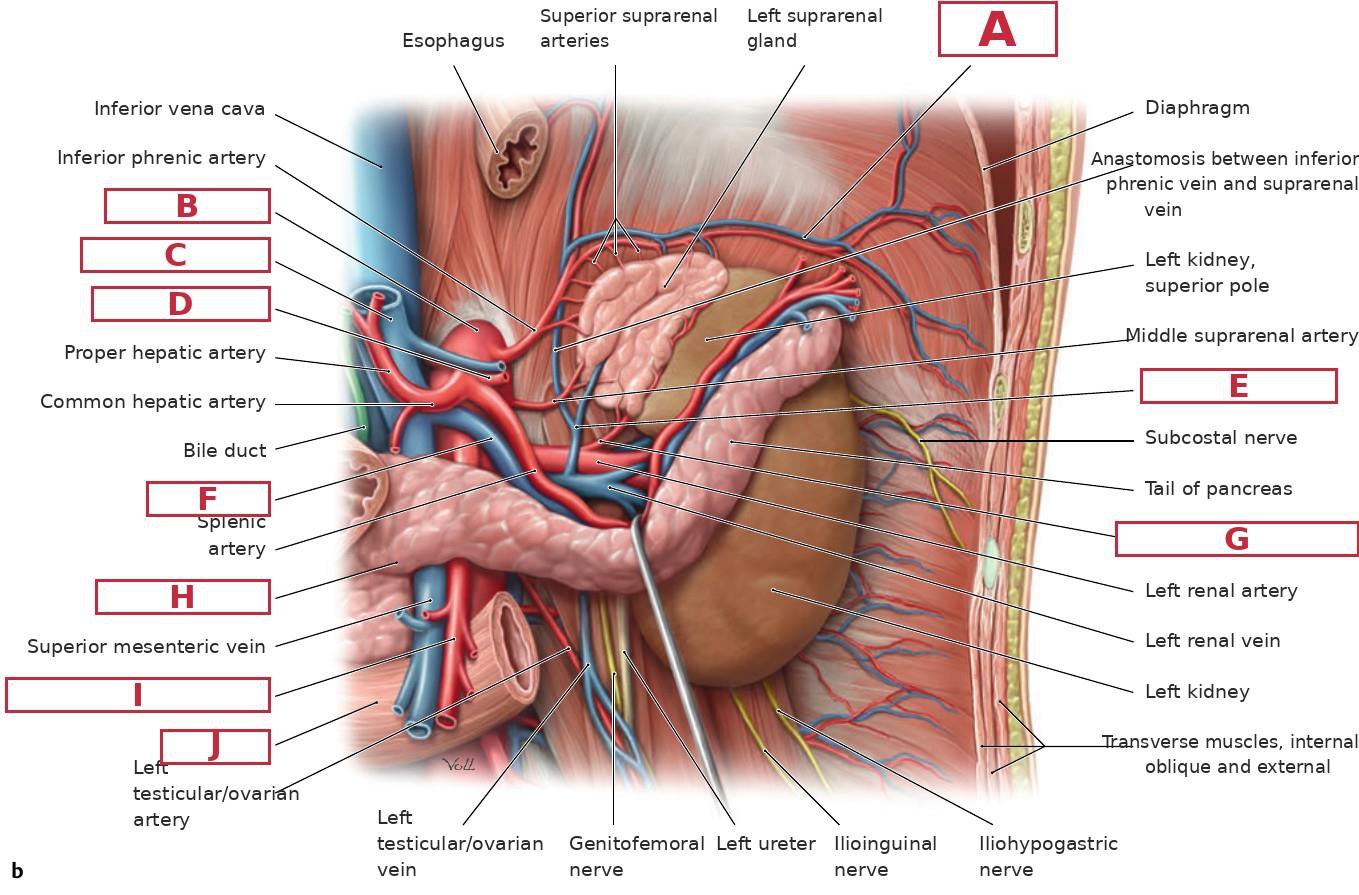 Superior suprarenal
arteries
Left suprarenal
gland
A
Esophagus
Inferior vena cava
Inferior phrenic artery
B
C
D
Proper hepatic artery
Common hepatic artery
Bile duct
F
Splenic
artery
H
Superior mesenteric vein
I
J
Left
testicular/ovarian
artery
Diaphragm
Anastomosis between inferior
phrenic vein and suprarenal
vein
Left kidney,
superior pole
Middle suprarenal artery
E
Subcostal nerve
Tail of pancreas
G
Left renal artery
Left renal vein
Left kidney
Transverse muscles, internal
oblique and external
Voll
Left
testicular/ovarian
vein
Genitofemoral
nerve
Left ureter
Ilioinguinal
nerve
Iliohypogastric
nerve
b